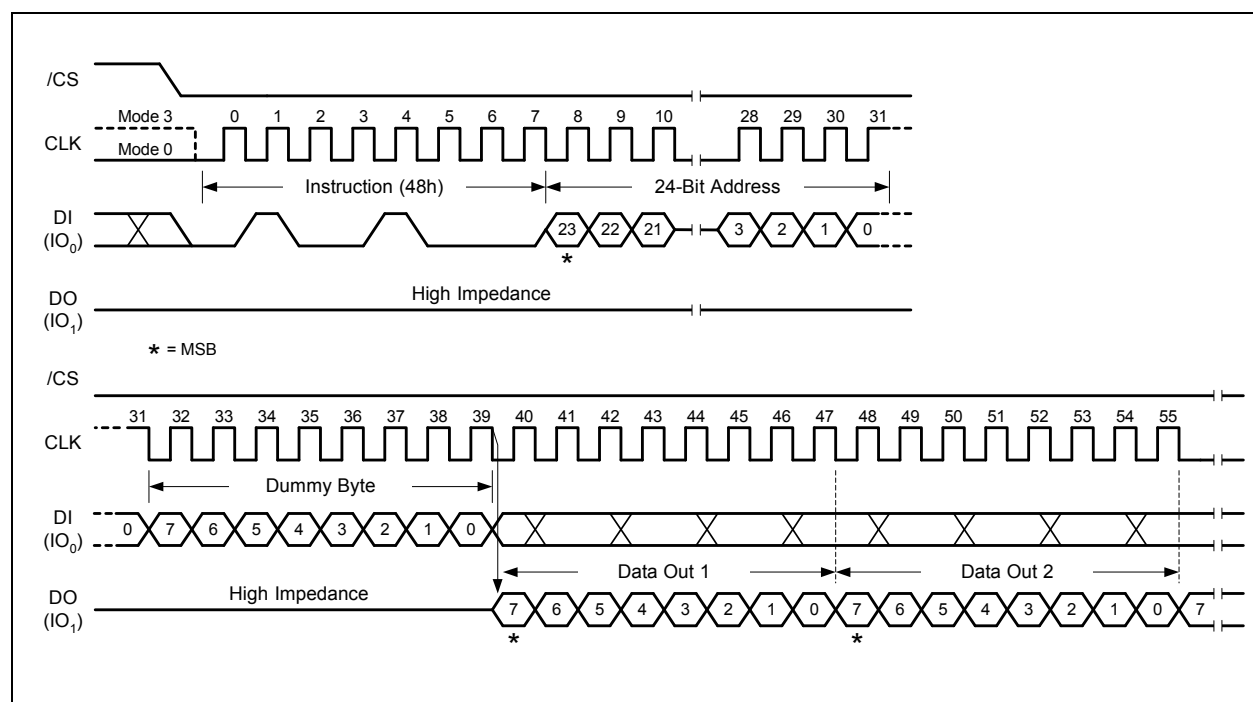 /CS
Mode 3 0 1 2 3 4 5 6 7 8 9 10 28 29 30 31
CLK
Mode 0
Instruction (48h) 24-Bit Address
DI
(IO0)
23 22 21 3 2 1 0
*
High Impedance
DO
(IO1)
* = MSB
/CS
31 32 33 34 35 36 37 38 39 40 41 42 43 44 45 46 47 48 49 50 51 52 53 54 55
CLK
Dummy Byte
DI
(IO0)
0 7 6 5 4 3 2 1 0
Data Out 1 Data Out 2
High Impedance
DO
(IO1)
7 6 5 4 3 2 1 0 7 6 5 4 3 2 1 0 7
* *